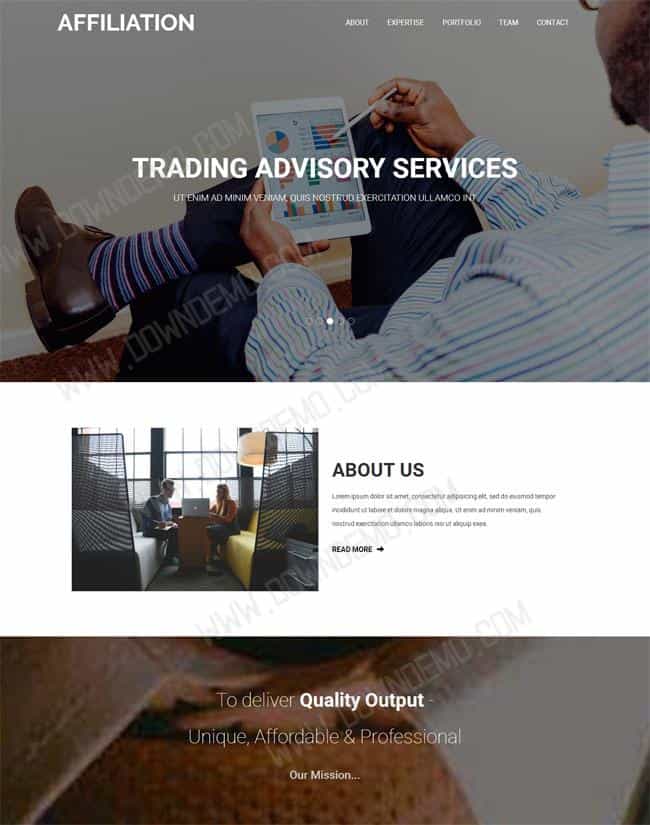 AFFILIATION
ABOUT EXPERTISE PORTFOLIO TEAM CONTACT
TRADING ADVISORY SERVICES
UT ENIM AD MINIM VENIAM, QUIS NOSTRUD EXERCITATION ULLAMCO INT
ABOUT US
Lorem ipsum dolor sit amet, consectetur adipisicing elit, sed do eiusmod tempor
incididunt ut labore et dolore magna aliqua. Ut enim ad minim veniam, quis
nostrud exercitation ullamco laboris nisi ut aliquip exea.
READ MORE
To deliver Quality Output -
Unique, Affordable & Professional
Our Mission...
WWW.DOWNDEMO.COM
WWW.DOWNDEMO.COM
WWW.DOWNDEMO.COM